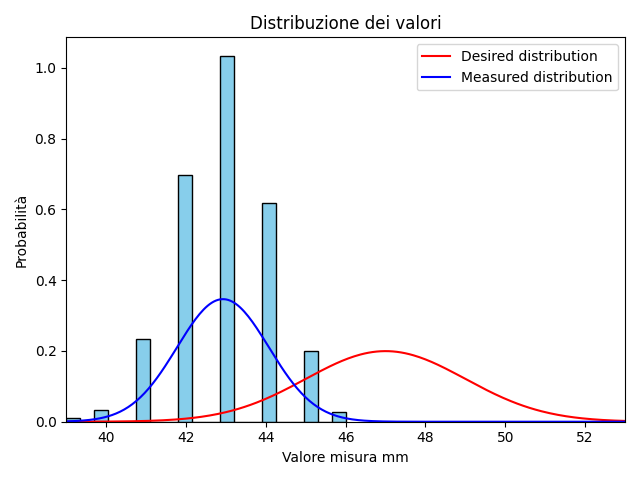 Distribuzione dei valori
Desired distribution
Measured distribution
Probabilità
1.0
0.8
0.6
0.4
0.2
0.0
40 42 44 46 48 50 52
Valore misura mm